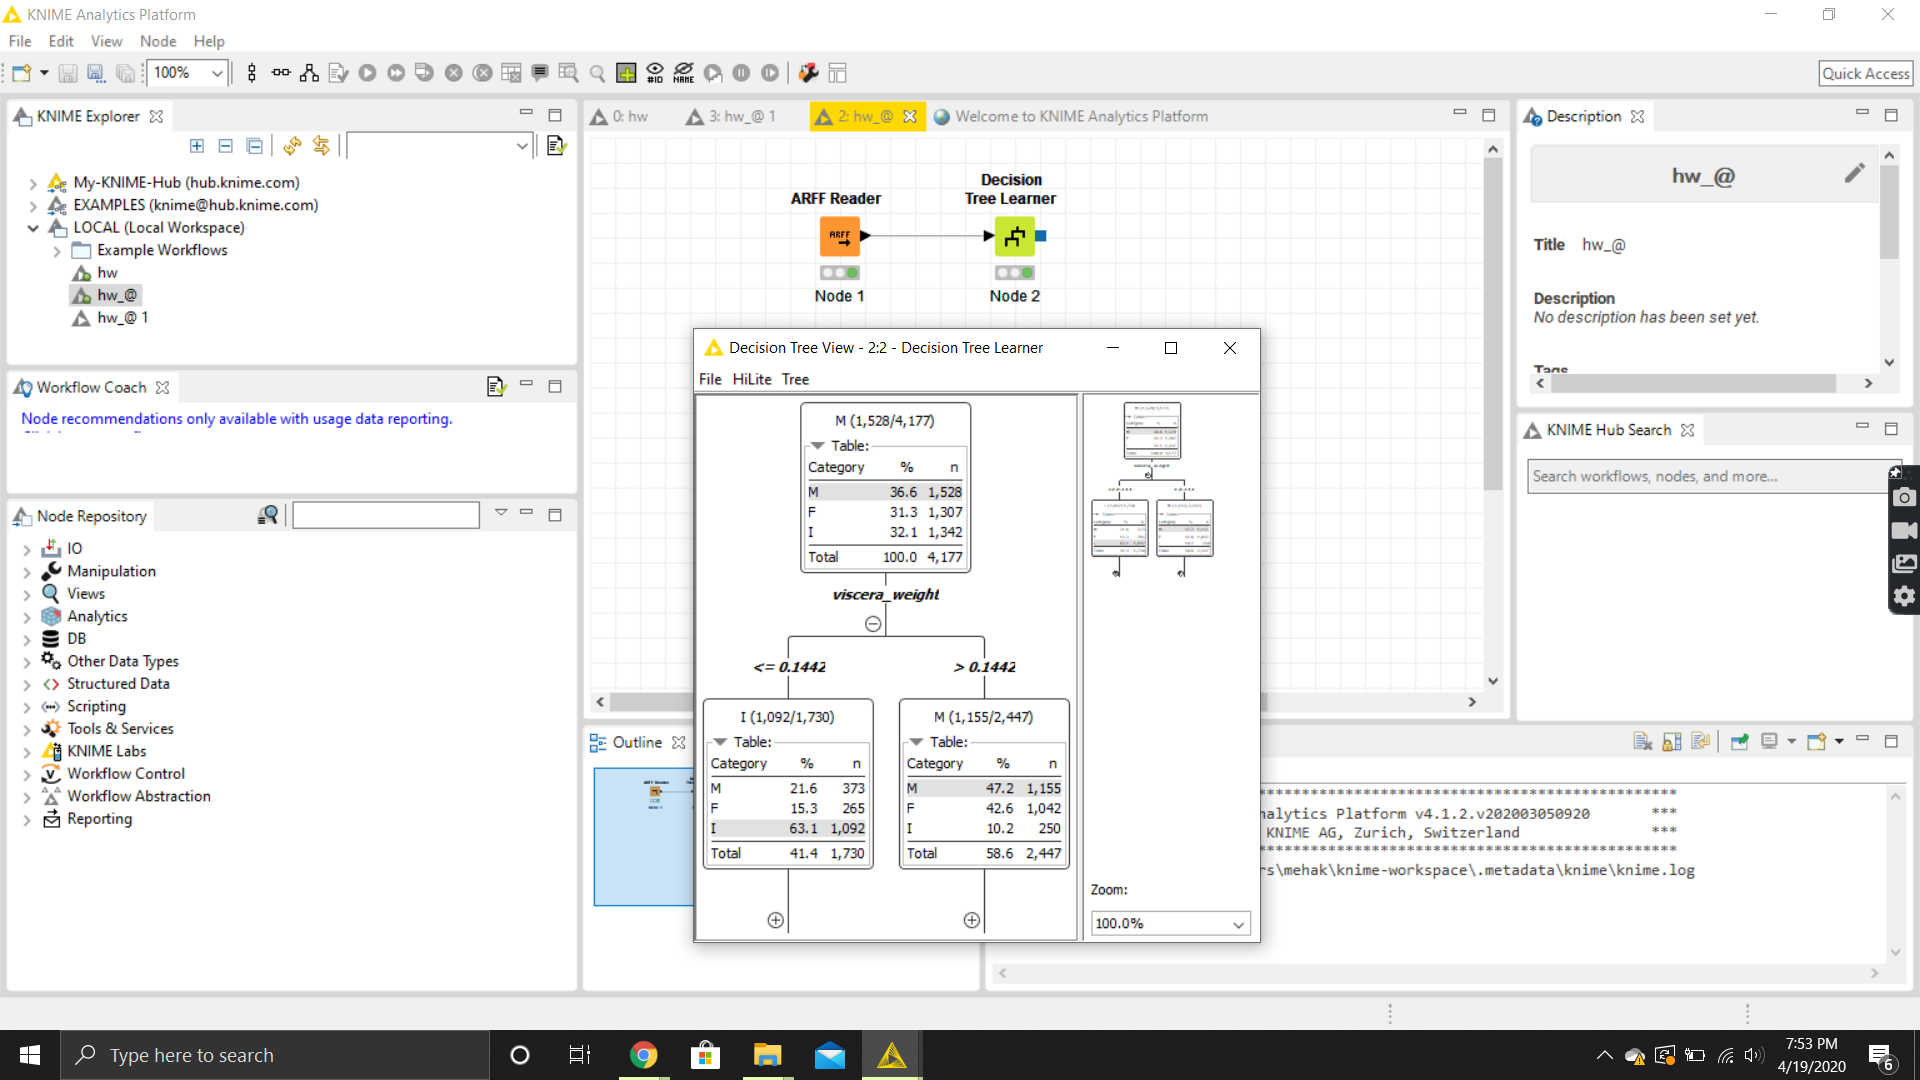 KNIME Analytics Platform
File Edit View Node Help
100%
#ID
NAME
Quick Access
KNIME Explorer
My-KNIME-Hub (hub.knime.com)
EXAMPLES (knime@hub.knime.com)
LOCAL (Local Workspace)
Example Workflows
hw
hw_@
hw_@ 1
Workflow Coach
Node recommendations only available with usage data reporting.
Node Repository
IO
Manipulation
Views
Analytics
DB
Other Data Types
Structured Data
Scripting
Tools & Services
KNIME Labs
Workflow Control
Workflow Abstraction
Reporting
0: hw
3: hw_@ 1
2: hw_@
Welcome to KNIME Analytics Platform
ARFF Reader
ARFF
Node 1
Decision
Tree Learner
Node 2
Decision Tree View - 2:2 - Decision Tree Learner
File HiLite Tree
M (1,528/4,177)
Table:
Category % n
M 36.6 1,528
F 31.3 1,307
I 32.1 1,342
Total 100.0 4,177
viscera_weight
<= 0.1442
> 0.1442
I (1,092/1,730)
Table:
Category % n
M 21.6 373
F 15.3 265
I 63.1 1,092
Total 41.4 1,730
M (1,155/2,447)
Table:
Category % n
M 47.2 1,155
F 42.6 1,042
I 10.2 250
Total 58.6 2,447
Zoom:
100.0%
Outline
Description
hw_@
Title hw_@
Description
No description has been set yet.
Tags
KNIME Hub Search
Search workflows, nodes, and more...
***********************************************
nalytics Platform v4.1.2.v202003050920 ***
KNIME AG, Zurich, Switzerland ***
***********************************************
rs\mehak\knime-workspace\.metadata\knime\knime.log
Type here to search
7:53 PM
4/19/2020
6